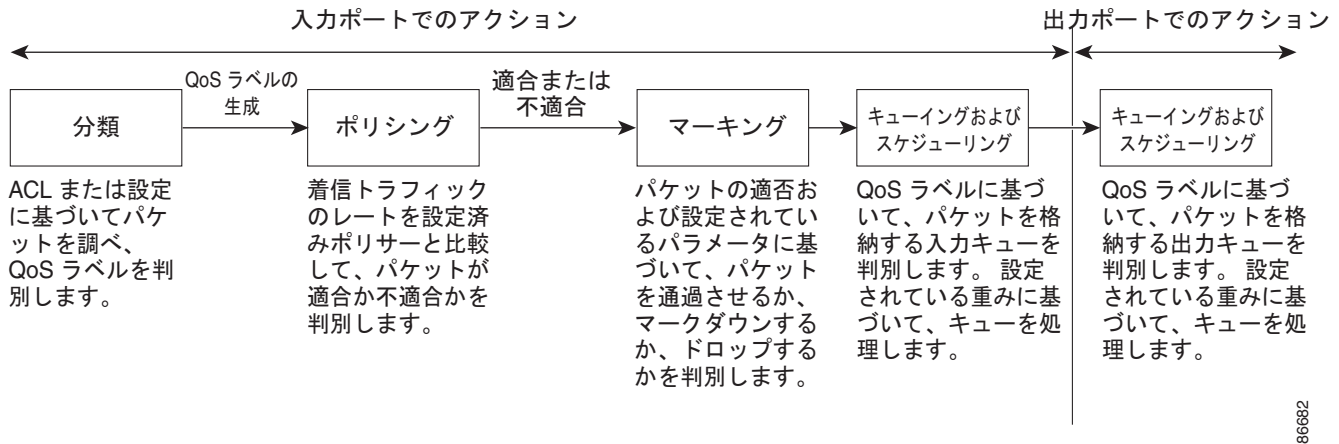 入力ポートでのアクション
出力ポートでのアクション
分類
QoS ラベルの
生成
ポリシング
適合または
不適合
マーキング
キューイングおよび
スケジューリング
キューイングおよび
スケジューリング
ACL または設定
に基づいてパケ
ットを調べ、
QoS ラベルを判
別します。
着信トラフィック
のレートを設定済
みポリサーと比較
して、パケットが
適合か不適合かを
判別します。
パケットの適否お
よび設定されてい
るパラメータに基
づいて、パケット
を通過させるか、
マークダウンする
か、ドロップする
かを判別します。
QoS ラベルに基づ
いて、パケットを格
納する入力キューを
判別します。 設定
されている重みに基
づいて、キューを処
理します。
QoS ラベルに基づ
いて、パケットを格
納する出力キューを
判別します。 設定
されている重みに基
づいて、キューを処
理します。
86682